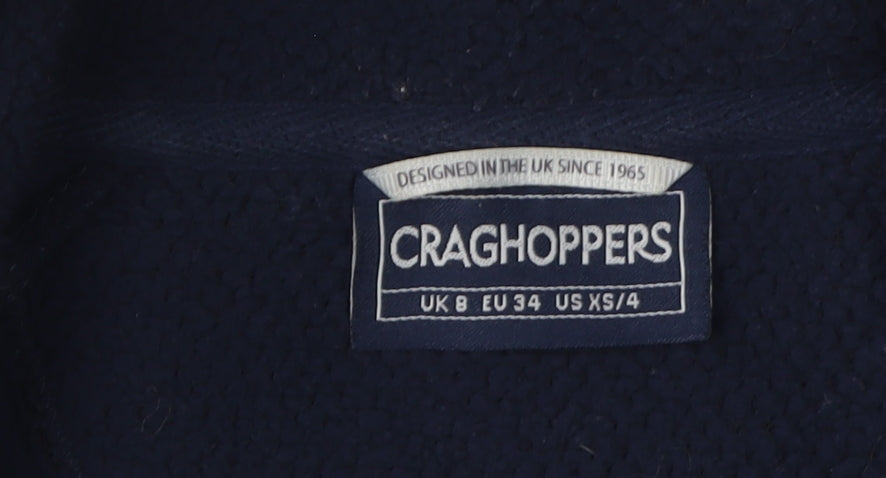 DESIGNED IN THE UK SINCE 1965
CRAGHOPPERS
UK 8 EU 34 US XS/4